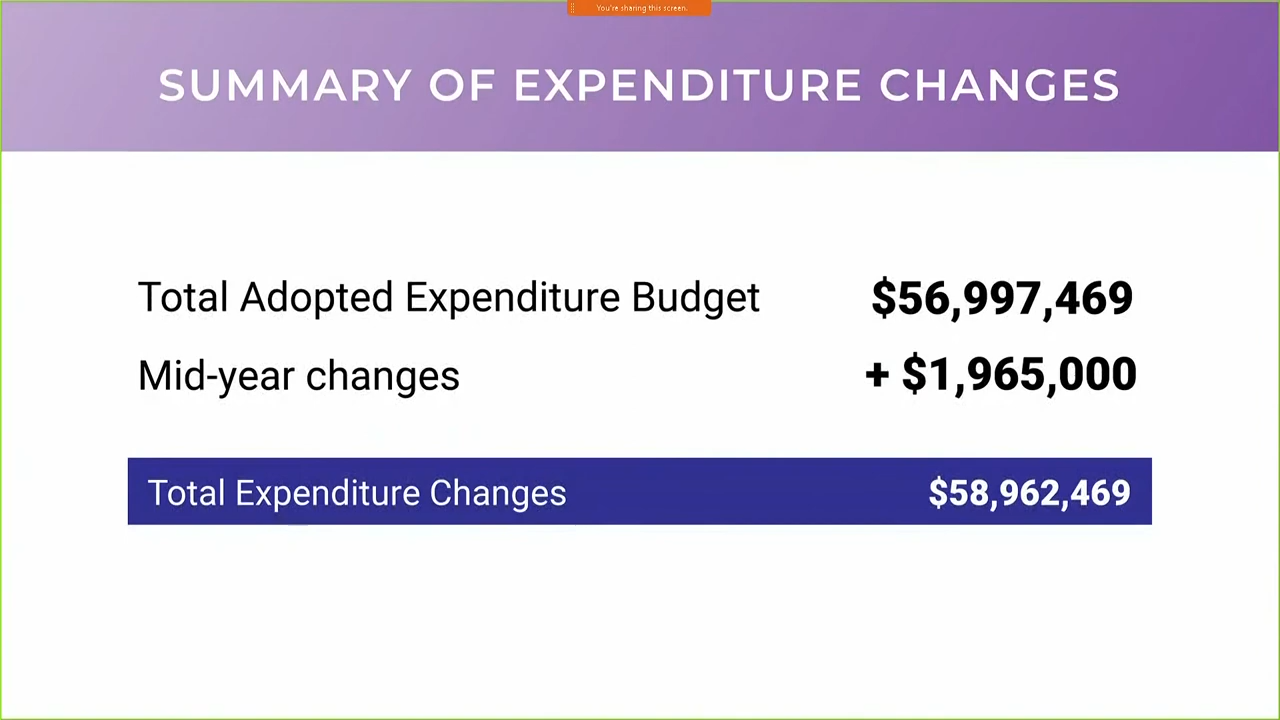 You're sharing this screen.
SUMMARY OF EXPENDITURE CHANGES
Total Adopted Expenditure Budget $56,997,469
Mid-year changes + $1,965,000
Total Expenditure Changes $58,962,469